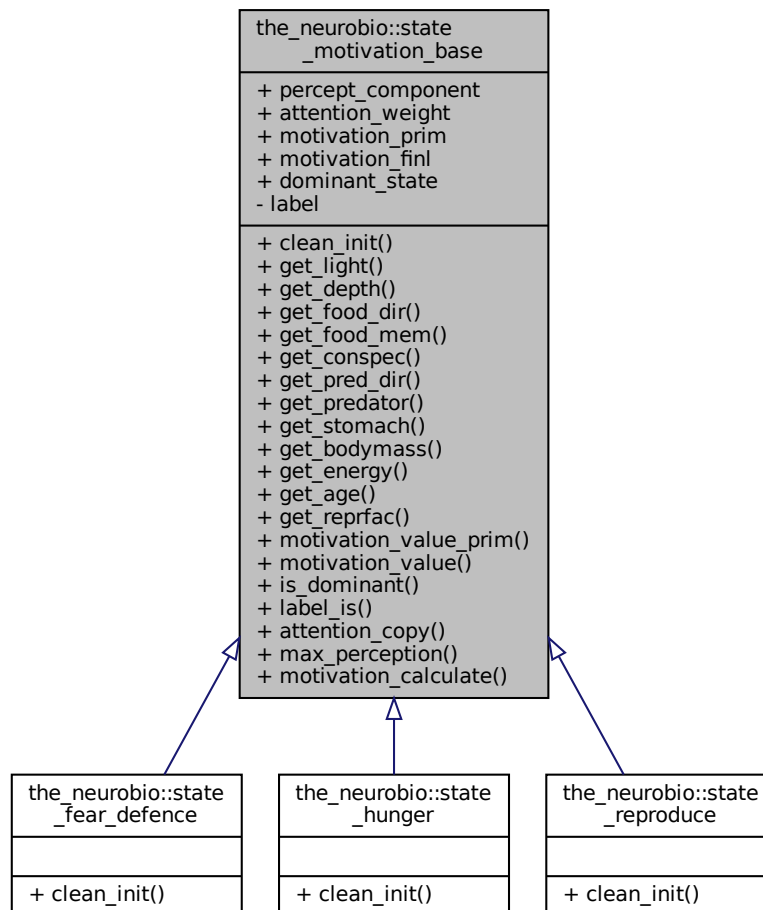 the_neurobio::state
_motivation_base
+ percept_component
+ attention_weight
+ motivation_prim
+ motivation_finl
+ dominant_state
- label
+ clean_init()
+ get_light()
+ get_depth()
+ get_food_dir()
+ get_food_mem()
+ get_conspec()
+ get_pred_dir()
+ get_predator()
+ get_stomach()
+ get_bodymass()
+ get_energy()
+ get_age()
+ get_reprfac()
+ motivation_value_prim()
+ motivation_value()
+ is_dominant()
+ label_is()
+ attention_copy()
+ max_perception()
+ motivation_calculate()
the_neurobio::state
_fear_defence
+ clean_init()
the_neurobio::state
_hunger
+ clean_init()
the_neurobio::state
_reproduce
+ clean_init()